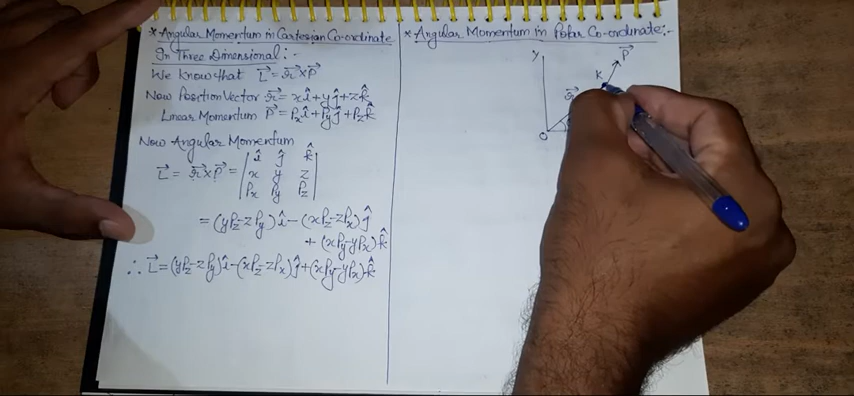 * Angular Momentum in Cartesian Co-ordinate
In Three Dimensional:-
We Know that L⃗ = r⃗ × P⃗
Now Position Vector r⃗ = xî + yĵ + zk̂
Linear Momentum P⃗ = Pxî + Pyĵ + Pzk̂
Now Angular Momentum
L⃗ = r⃗ × P⃗ = | î ĵ k̂ |
| x y z |
| Px Py Pz |
= (yPz - zPy) î - (xPz - zPx) ĵ
+ (xPy - yPx) k̂
∴ L⃗ = (yPz - zPy) î - (xPz - zPx) ĵ + (xPy - yPx) k̂
* Angular Momentum in Polar Co-ordinate:-
P⃗
y
K
r⃗
O